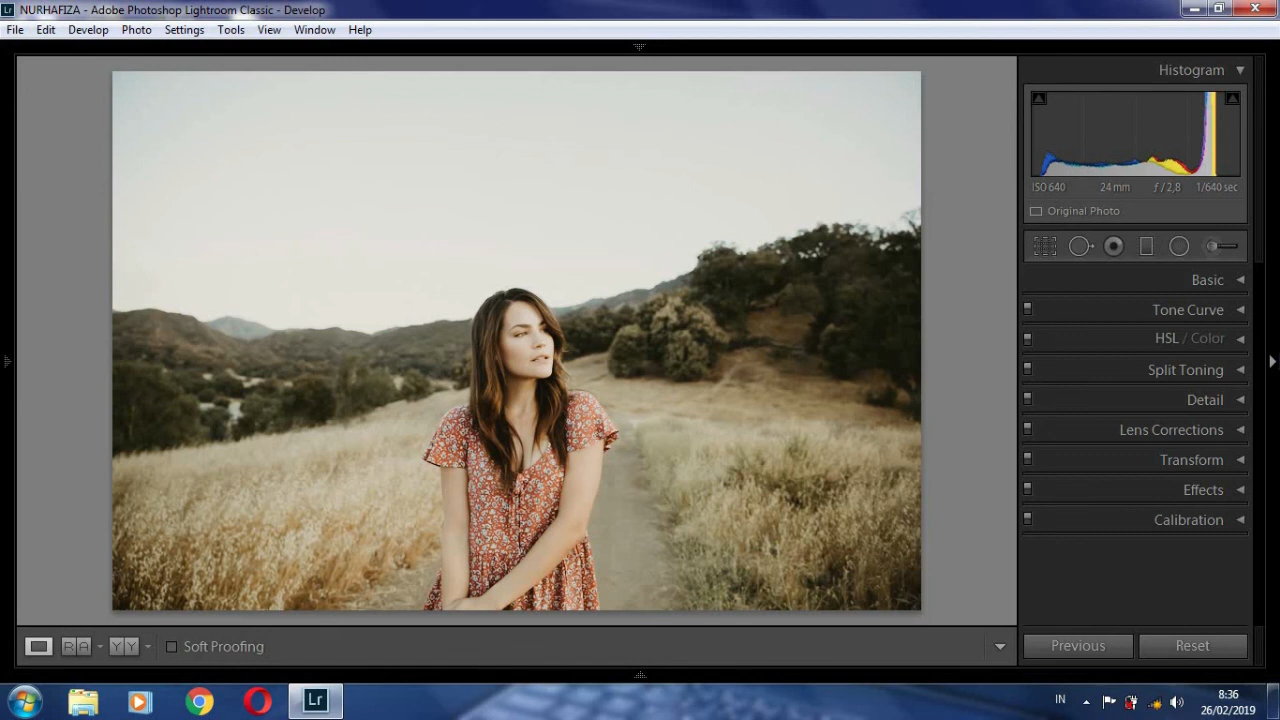 Lr NURHAFIZA - Adobe Photoshop Lightroom Classic - Develop
File Edit Develop Photo Settings Tools View Window Help
Histogram
ISO 640 24 mm ƒ / 2,8 1/640 sec
Original Photo
Basic
Tone Curve
HSL / Color
Split Toning
Detail
Lens Corrections
Transform
Effects
Calibration
R A Y Y Soft Proofing
Previous Reset
Lr IN 8:36
26/02/2019